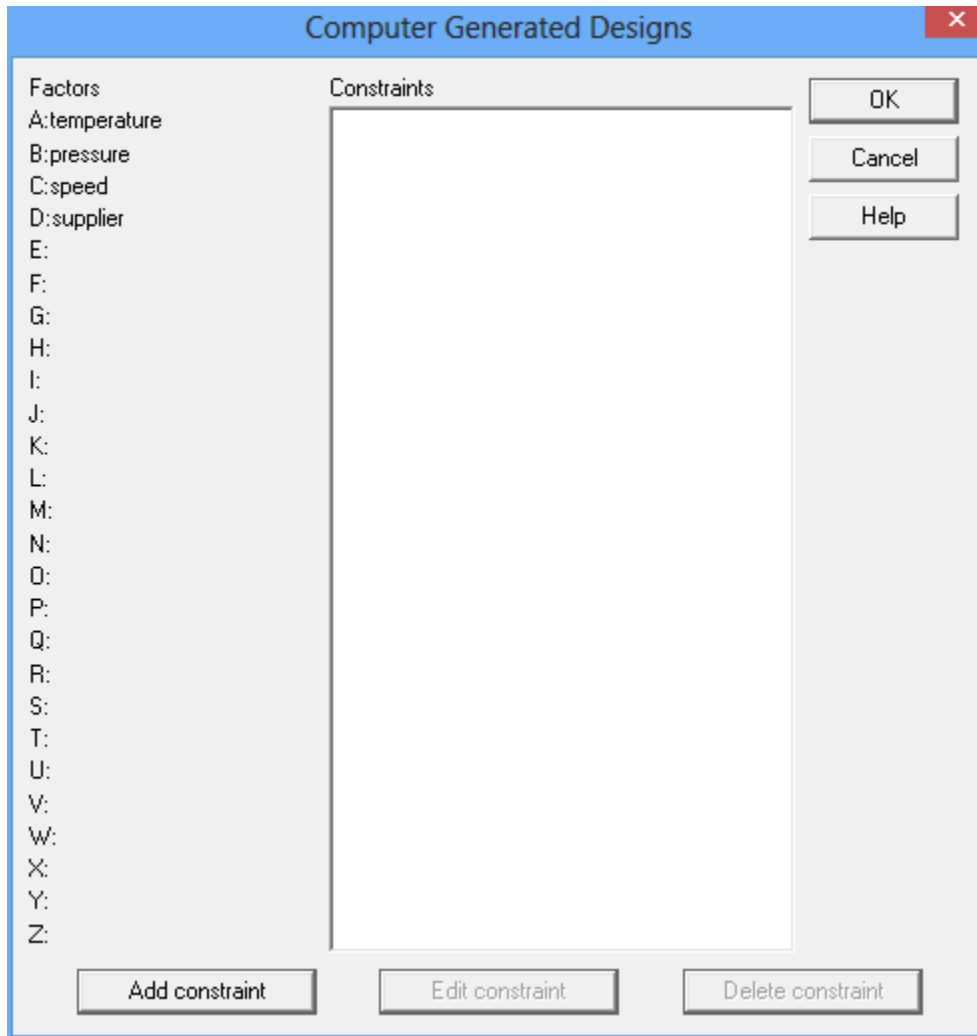 Computer Generated Designs
Factors
A:temperature
B:pressure
C:speed
D:supplier
E:
F:
G:
H:
I:
J:
K:
L:
M:
N:
O:
P:
Q:
R:
S:
T:
U:
V:
W:
X:
Y:
Z:
Constraints
OK
Cancel
Help
Add constraint
Edit constraint
Delete constraint